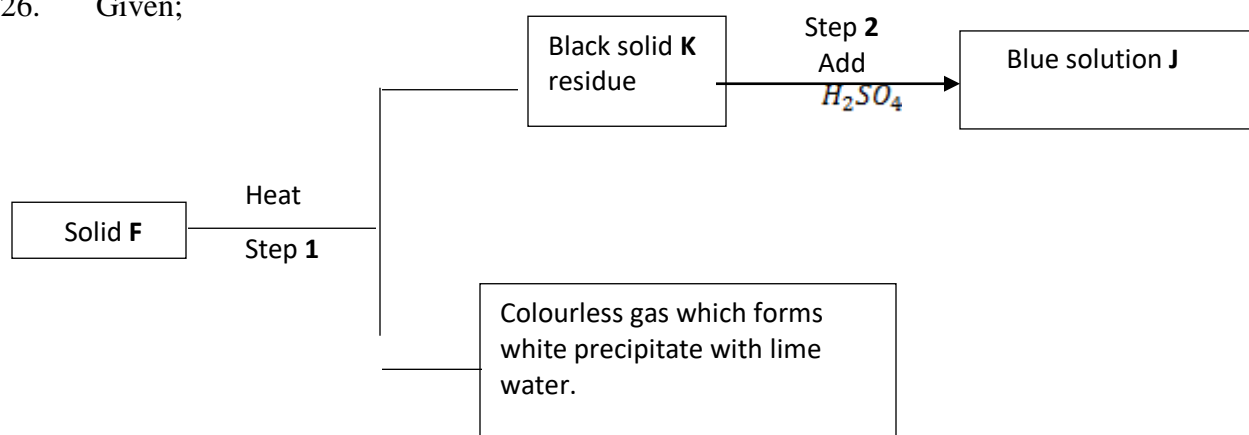 26. Given;
Step 2
Add
H₂SO₄
Black solid K
residue
Blue solution J
Heat
Step 1
Solid F
Colourless gas which forms
white precipitate with lime
water.